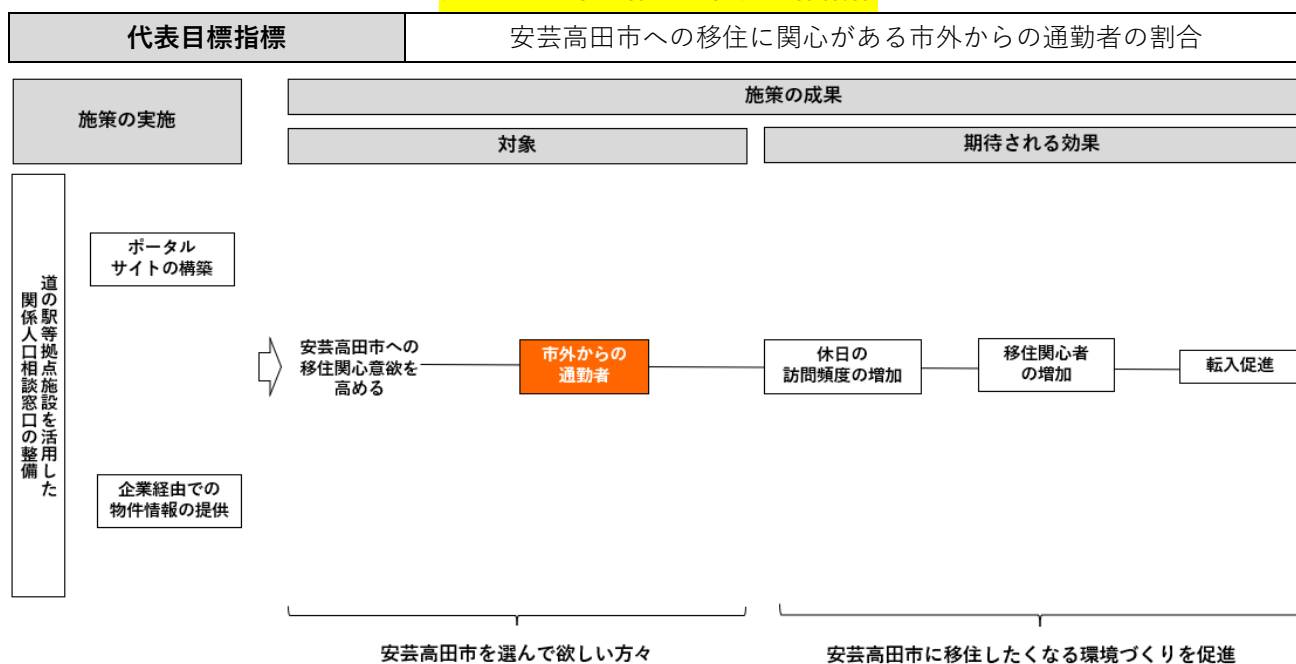 代表目標指標
安芸高田市への移住に関心がある市外からの通勤者の割合
施策の実施
施策の成果
対象
期待される効果
道の駅等拠点施設を活用した
関係人口相談窓口の整備
ポータル
サイトの構築
企業経由での
物件情報の提供
安芸高田市への
移住関心意欲を
高める
市外からの
通勤者
休日の
訪問頻度の増加
移住関心者
の増加
転入促進
安芸高田市を選んで欲しい方々
安芸高田市に移住したくなる環境づくりを促進